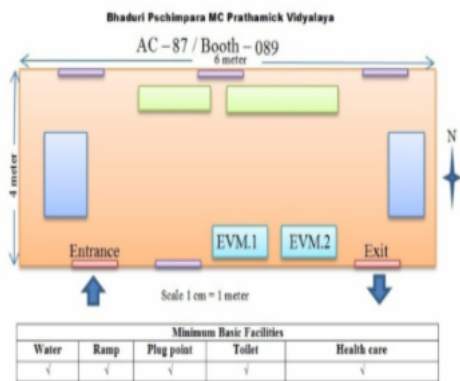 Bhaduri Pschimpara MC Prathamick Vidyalaya
AC – 87 / Booth – 089
6 meter
4 meter
N
EVM.1
EVM.2
Entrance
Exit
Scale 1 cm = 1 meter
Minimum Basic Facilities
Water Ramp Plug point Toilet Health care
√ √ √ √ √